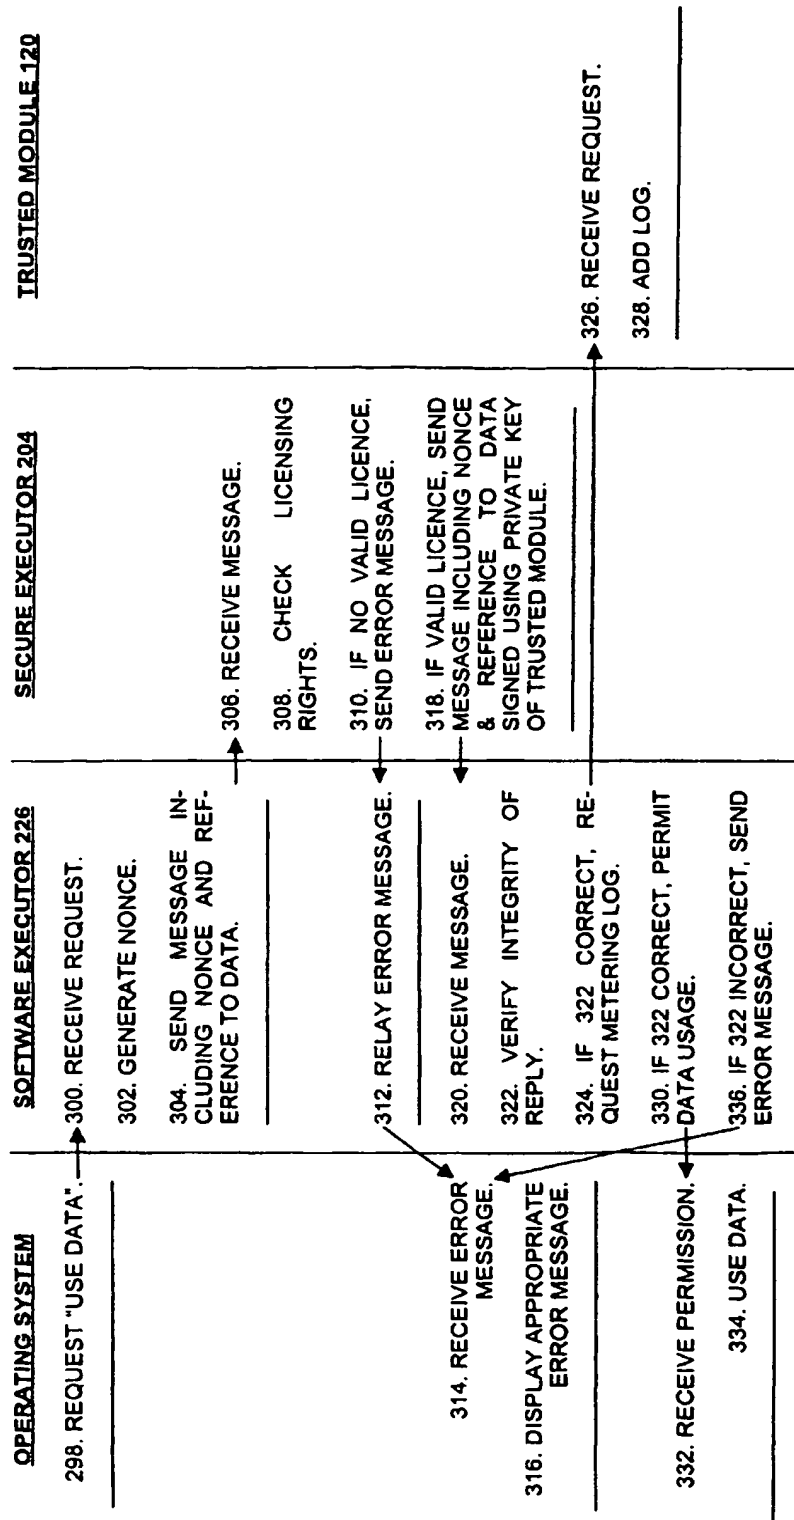 OPERATING SYSTEM
298. REQUEST "USE DATA".
314. RECEIVE ERROR
MESSAGE.
316. DISPLAY APPROPRIATE
ERROR MESSAGE.
332. RECEIVE PERMISSION.
334. USE DATA.
SOFTWARE EXECUTOR 226
300. RECEIVE REQUEST.
302. GENERATE NONCE.
304. SEND MESSAGE IN-
CLUDING NONCE AND REF-
ERENCE TO DATA.
312. RELAY ERROR MESSAGE.
320. RECEIVE MESSAGE.
322. VERIFY INTEGRITY OF
REPLY.
324. IF 322 CORRECT, RE-
QUEST METERING LOG.
330. IF 322 CORRECT, PERMIT
DATA USAGE.
336. IF 322 INCORRECT, SEND
ERROR MESSAGE.
SECURE EXECUTOR 204
306. RECEIVE MESSAGE.
308. CHECK LICENSING
RIGHTS.
310. IF NO VALID LICENCE,
SEND ERROR MESSAGE.
318. IF VALID LICENCE, SEND
MESSAGE INCLUDING NONCE
& REFERENCE TO DATA
SIGNED USING PRIVATE KEY
OF TRUSTED MODULE.
TRUSTED MODULE 120
326. RECEIVE REQUEST.
328. ADD LOG.